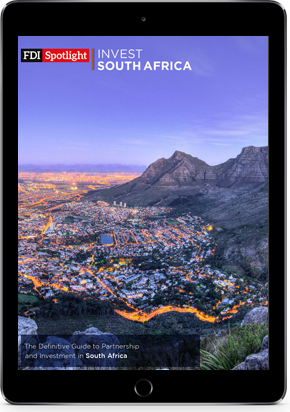 FDI Spotlight
INVEST
SOUTH AFRICA
The Definitive Guide to Partnership
and Investment in South Africa